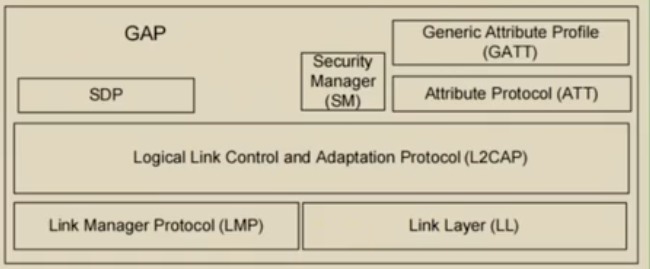 GAP
Generic Attribute Profile
(GATT)
Security
Manager
(SM)
SDP
Attribute Protocol (ATT)
Logical Link Control and Adaptation Protocol (L2CAP)
Link Manager Protocol (LMP)
Link Layer (LL)